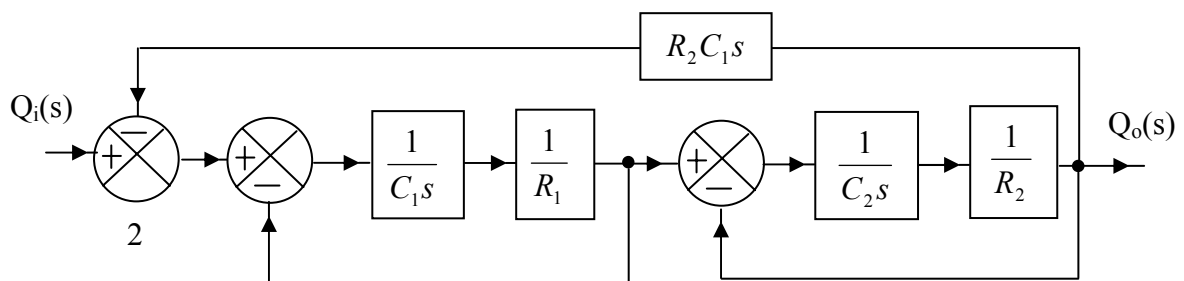 R₂C₁s
Qᵢ(s)
−
+
+
−
1
C₁s
1
R₁
+
−
1
C₂s
1
R₂
Qₒ(s)
2